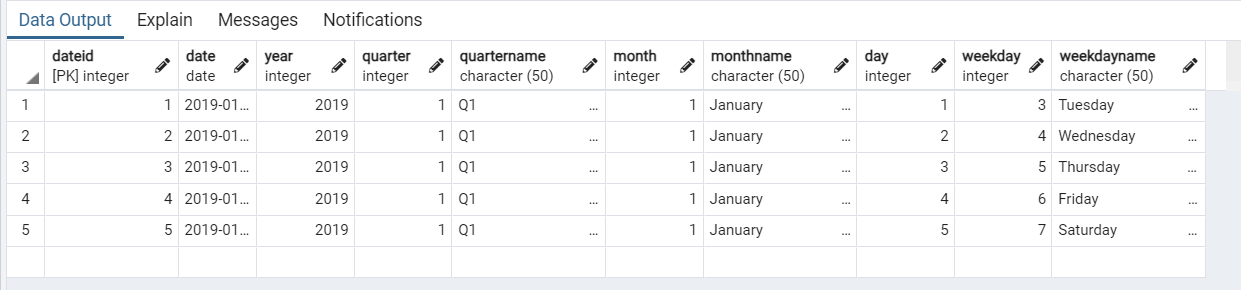 Data Output Explain Messages Notifications
dateid date year quarter quartername month monthname day weekday weekdayname
[PK] integer date integer integer character (50) integer character (50) integer integer character (50)
1 1 2019-01... 2019 1 Q1 ... 1 January ... 1 3 Tuesday ...
2 2 2019-01... 2019 1 Q1 ... 1 January ... 2 4 Wednesday ...
3 3 2019-01... 2019 1 Q1 ... 1 January ... 3 5 Thursday ...
4 4 2019-01... 2019 1 Q1 ... 1 January ... 4 6 Friday ...
5 5 2019-01... 2019 1 Q1 ... 1 January ... 5 7 Saturday ...